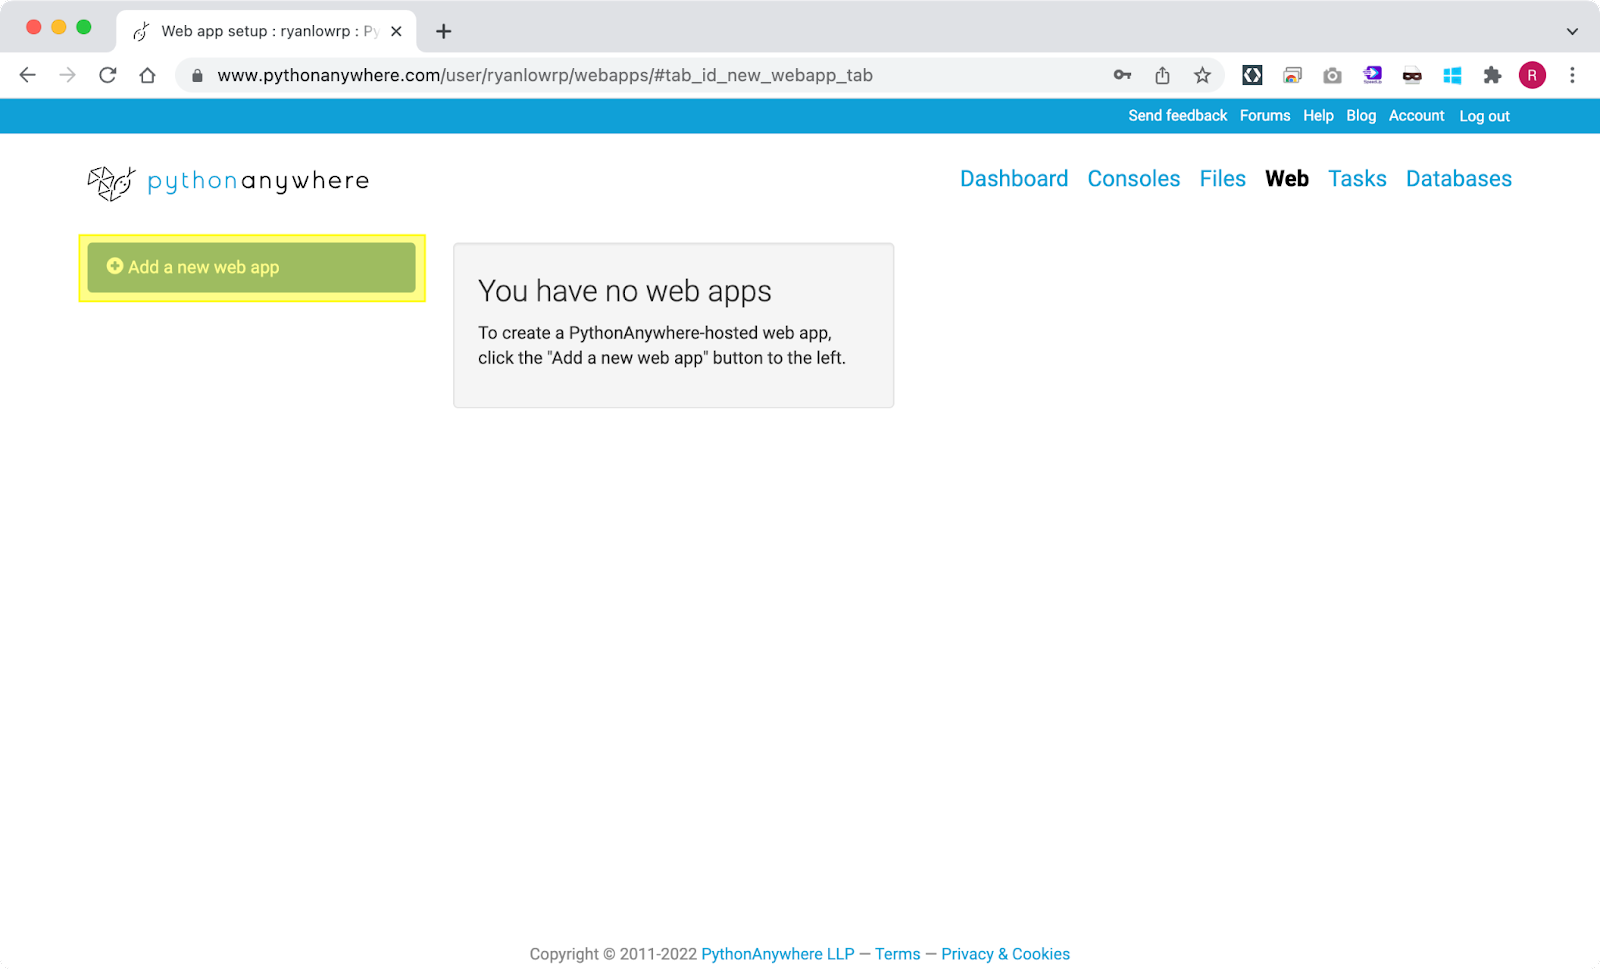 Web app setup : ryanlowrp : Py
www.pythonanywhere.com/user/ryanlowrp/webapps/#tab_id_new_webapp_tab
R
Send feedback Forums Help Blog Account Log out
pythonanywhere
Dashboard Consoles Files Web Tasks Databases
Add a new web app
You have no web apps
To create a PythonAnywhere-hosted web app,
click the "Add a new web app" button to the left.
Copyright © 2011-2022 PythonAnywhere LLP — Terms — Privacy & Cookies